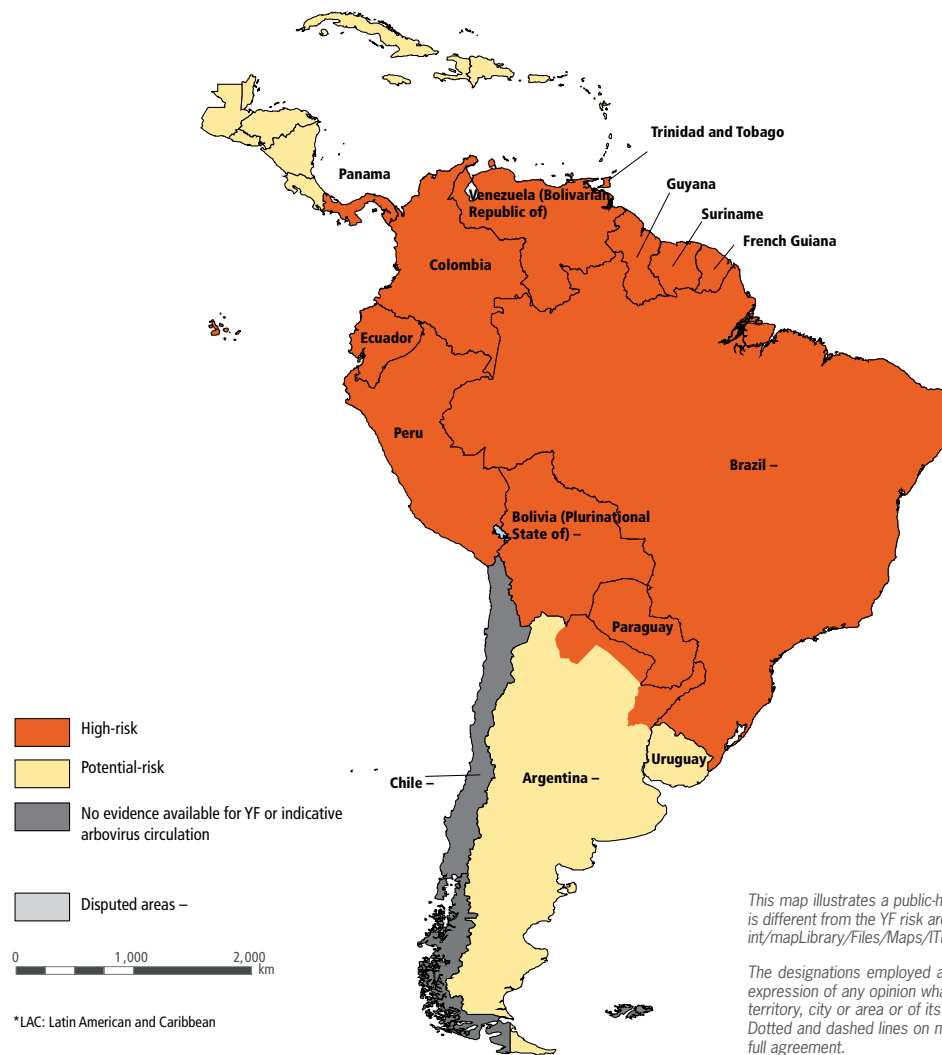 Trinidad and Tobago
Panama
Guyana
Venezuela (Bolivarian
Republic of)
Suriname
French Guiana
Colombia
Ecuador
Peru
Brazil –
Bolivia (Plurinational
State of) –
Paraguay
High-risk
Potential-risk
Uruguay
Chile –
Argentina –
No evidence available for YF or indicative
arbovirus circulation
Disputed areas –
0 1,000 2,000
km
*LAC: Latin American and Caribbean
This map illustrates a public-h
is different from the YF risk are
int/mapLibrary/Files/Maps/ITI
The designations employed a
expression of any opinion wha
territory, city or area or of its
Dotted and dashed lines on m
full agreement.